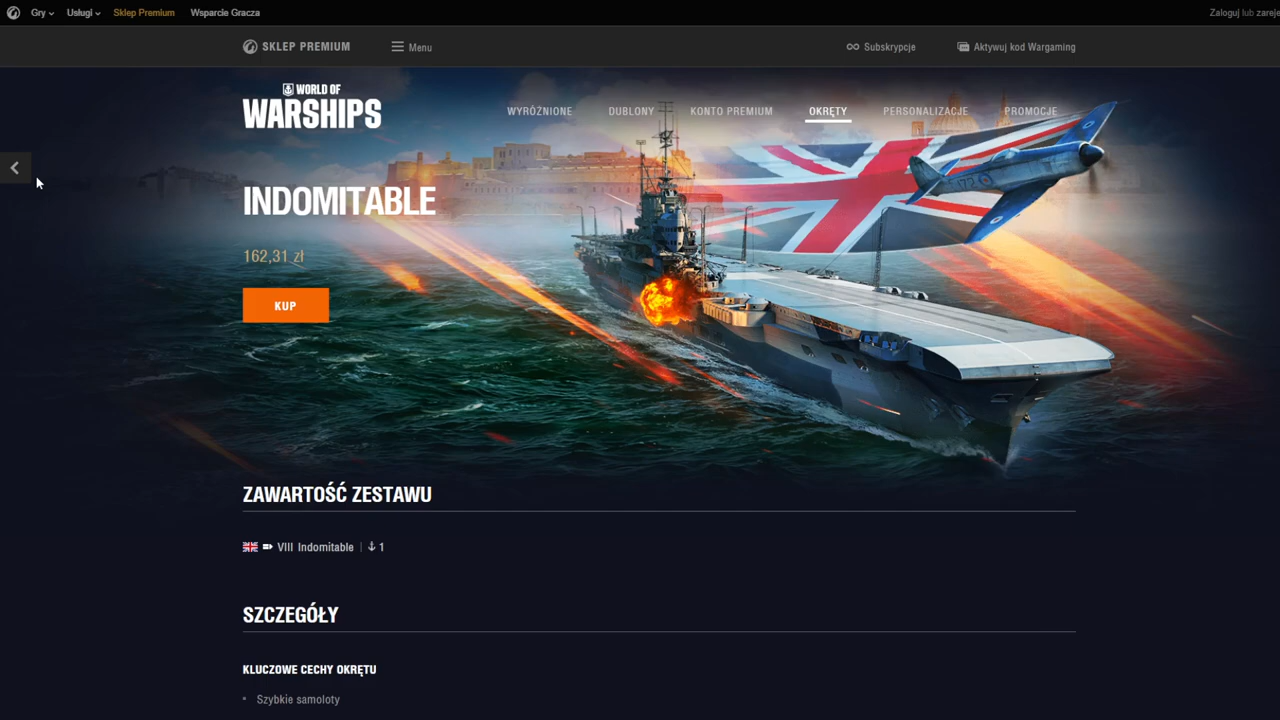 Gry Usługi Sklep Premium Wsparcie Gracza Zaloguj lub zareje
SKLEP PREMIUM Menu Subskrypcje Aktywuj kod Wargaming
WORLD OF
WARSHIPS
WYRÓŻNIONE DUBLONY KONTO PREMIUM OKRĘTY PERSONALIZACJE PROMOCJE
INDOMITABLE
162,31 zł
KUP
ZAWARTOŚĆ ZESTAWU
VIII Indomitable | 1
SZCZEGÓŁY
KLUCZOWE CECHY OKRĘTU
Szybkie samoloty